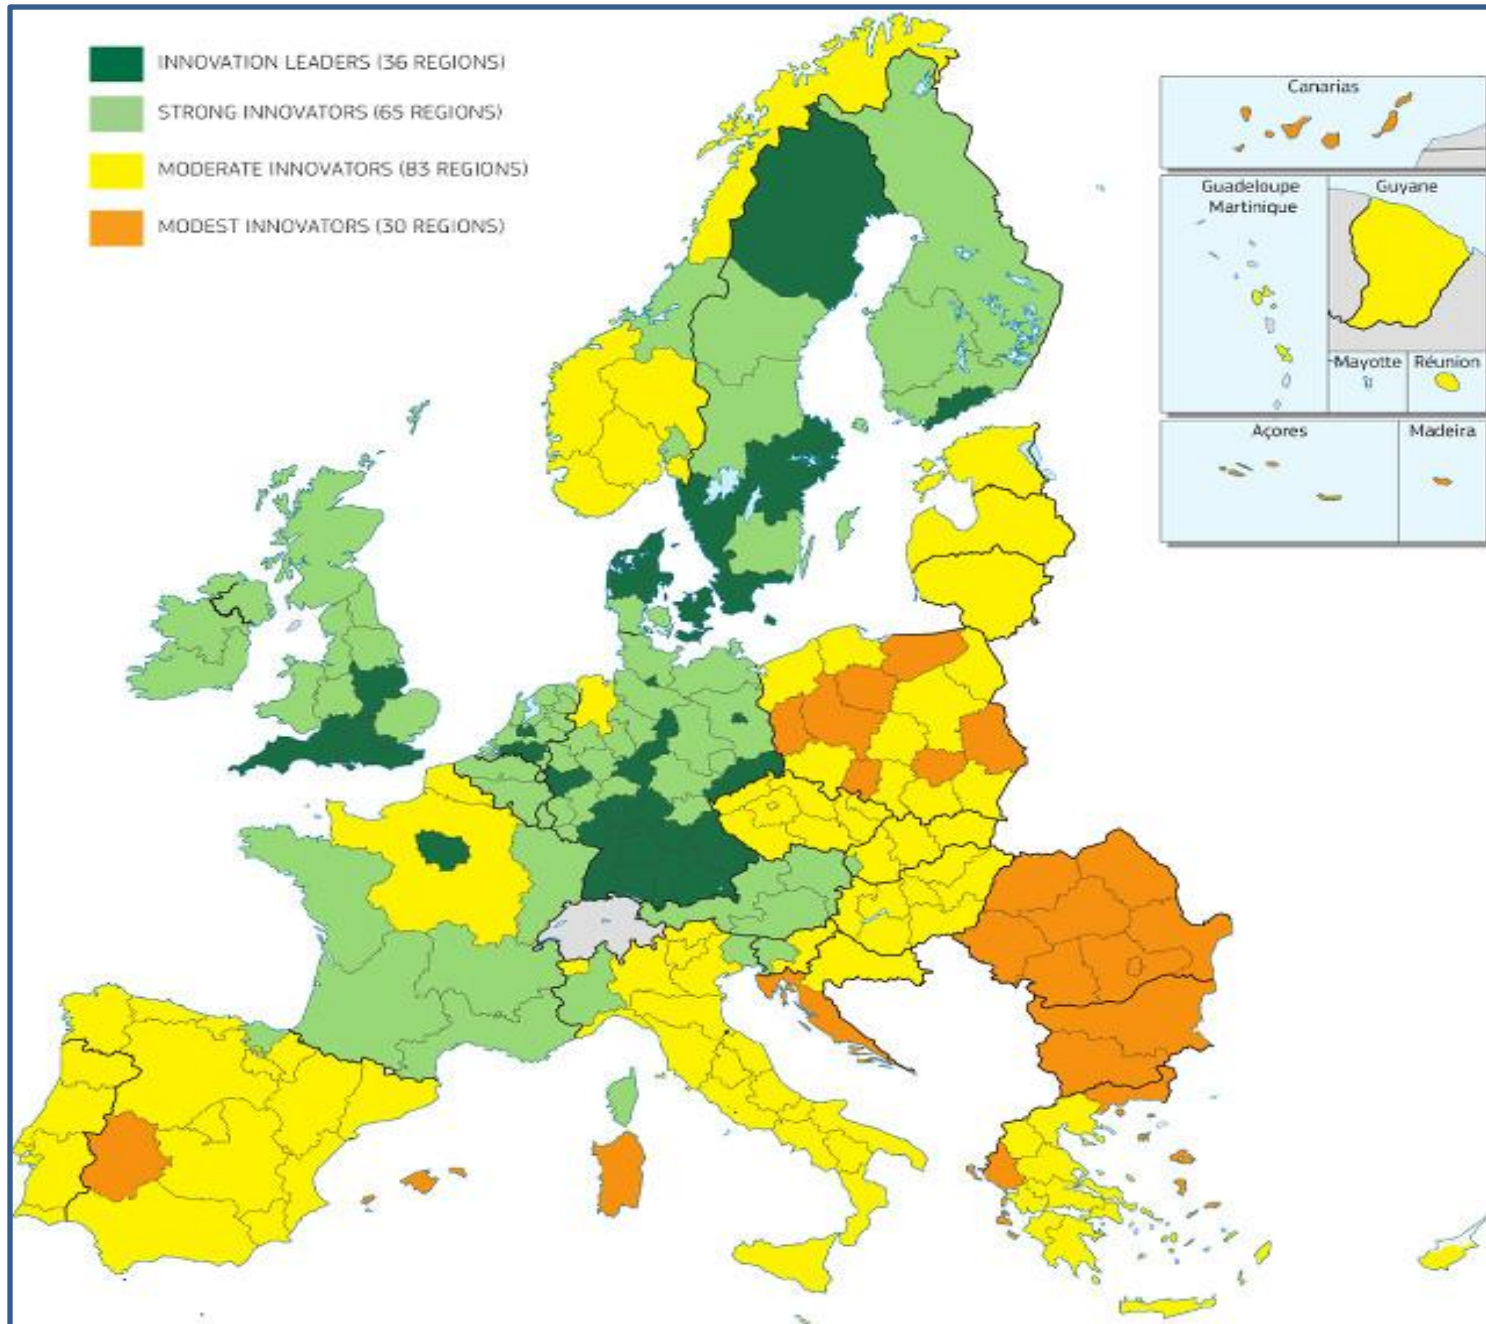 INNOVATION LEADERS (36 REGIONS)
STRONG INNOVATORS (65 REGIONS)
MODERATE INNOVATORS (83 REGIONS)
MODEST INNOVATORS (30 REGIONS)
Canarias
Guadeloupe
Martinique
Guyane
Mayotte
Réunion
Açores
Madeira